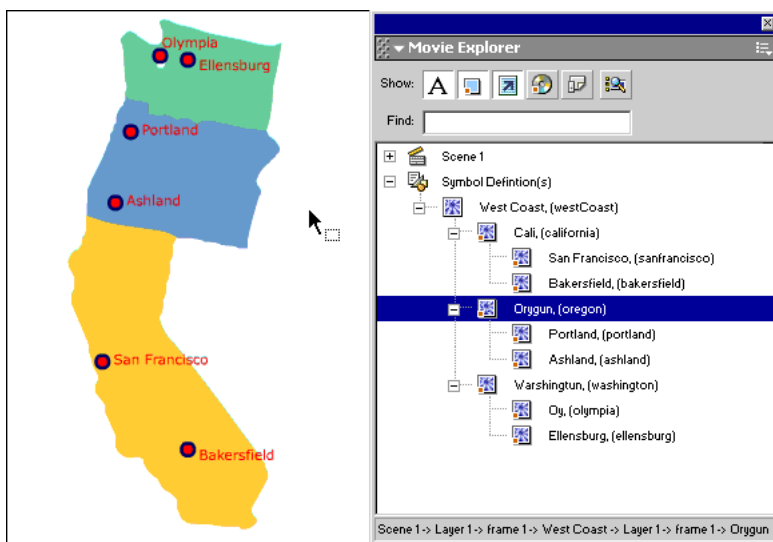 Olympia
Ellensburg
Portland
Ashland
San Francisco
Bakersfield
Movie Explorer
Show: A
Find:
Scene 1
Symbol Defintion(s)
West Coast, (westCoast)
Cali, (california)
San Francisco, (sanfrancisco)
Bakersfield, (bakersfield)
Orygun, (oregon)
Portland, (portland)
Ashland, (ashland)
Warshingtun, (washington)
Oy, (olympia)
Ellensburg, (ellensburg)
Scene 1-> Layer 1-> frame 1-> West Coast -> Layer 1-> frame 1-> Orygun